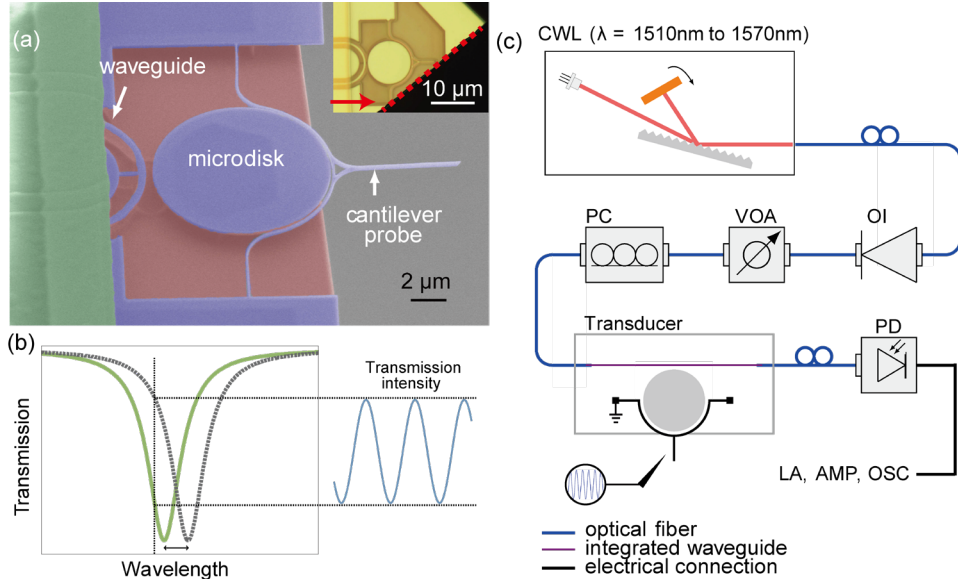 (a)
waveguide
microdisk
cantilever
probe
10 μm
2 μm
(b)
Transmission
Wavelength
Transmission
intensity
(c)
CWL (λ = 1510nm to 1570nm)
PC
VOA
OI
Transducer
PD
LA, AMP, OSC
optical fiber
integrated waveguide
electrical connection